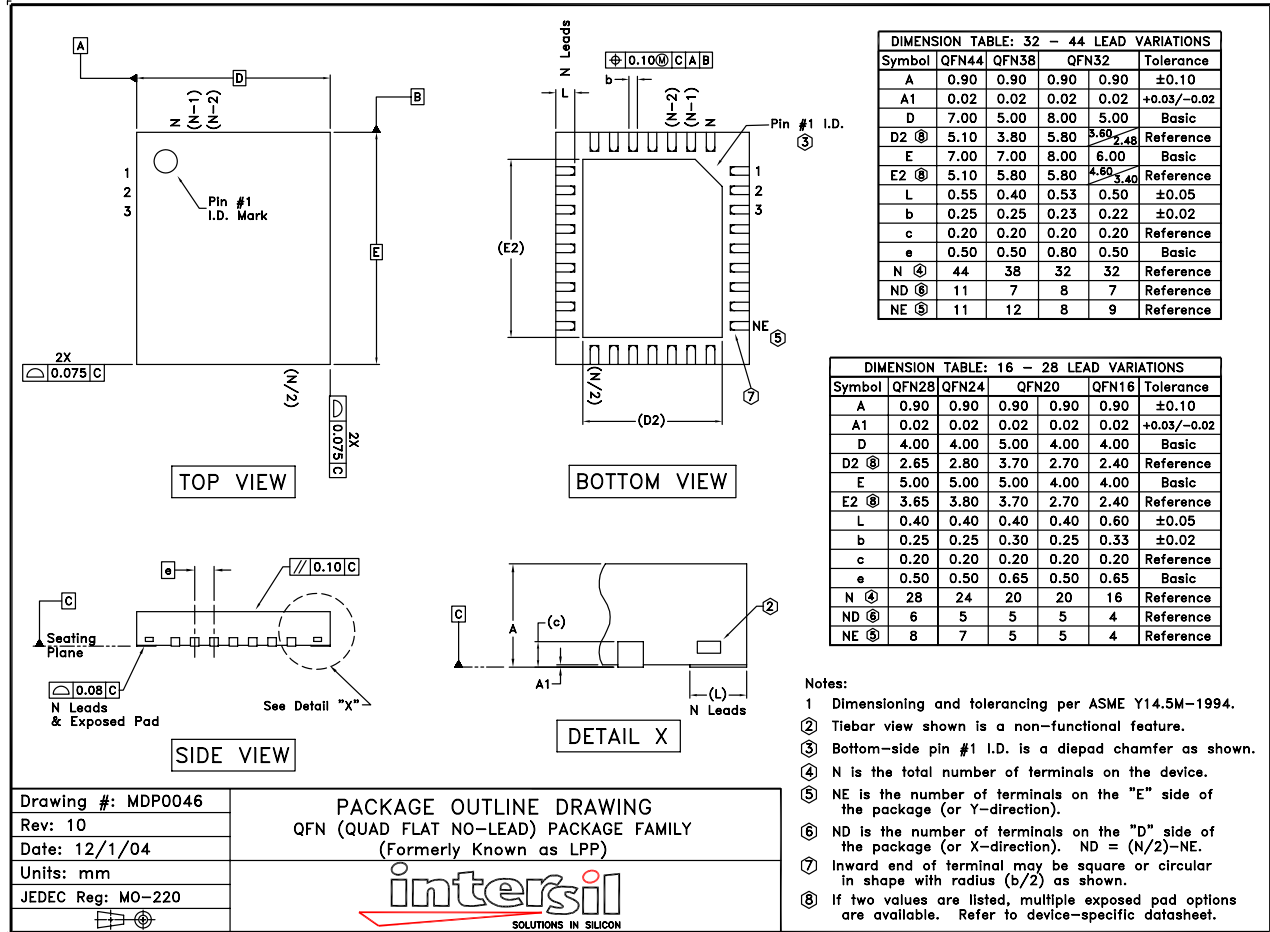 A
D
B
N
(N-1)
(N-2)
1
2
3
Pin #1
I.D. Mark
E
2X
0.075 C
(N/2)
2X
0.075 C
TOP VIEW
N Leads
L
0.10 Ⓜ C A B
b
(N-2)
(N-1)
N
Pin #1 I.D.
3
1
2
3
(E2)
NE
5
(N/2)
7
(D2)
BOTTOM VIEW
e
// 0.10 C
C
Seating
Plane
0.08 C
N Leads
& Exposed Pad
See Detail "X"
SIDE VIEW
C
A
(c)
2
A1
(L)
N Leads
DETAIL X
DIMENSION TABLE: 32 - 44 LEAD VARIATIONS
Symbol QFN44 QFN38 QFN32 Tolerance
A 0.90 0.90 0.90 0.90 ±0.10
A1 0.02 0.02 0.02 0.02 +0.03/-0.02
D 7.00 5.00 8.00 5.00 Basic
D2 ⑧ 5.10 3.80 5.80 3.60/2.48 Reference
E 7.00 7.00 8.00 6.00 Basic
E2 ⑧ 5.10 5.80 5.80 4.60/3.40 Reference
L 0.55 0.40 0.53 0.50 ±0.05
b 0.25 0.25 0.23 0.22 ±0.02
c 0.20 0.20 0.20 0.20 Reference
e 0.50 0.50 0.80 0.50 Basic
N ④ 44 38 32 32 Reference
ND ⑥ 11 7 8 7 Reference
NE ⑤ 11 12 8 9 Reference
DIMENSION TABLE: 16 - 28 LEAD VARIATIONS
Symbol QFN28 QFN24 QFN20 QFN16 Tolerance
A 0.90 0.90 0.90 0.90 0.90 ±0.10
A1 0.02 0.02 0.02 0.02 0.02 +0.03/-0.02
D 4.00 4.00 5.00 4.00 4.00 Basic
D2 ⑧ 2.65 2.80 3.70 2.70 2.40 Reference
E 5.00 5.00 5.00 4.00 4.00 Basic
E2 ⑧ 3.65 3.80 3.70 2.70 2.40 Reference
L 0.40 0.40 0.40 0.40 0.60 ±0.05
b 0.25 0.25 0.30 0.25 0.33 ±0.02
c 0.20 0.20 0.20 0.20 0.20 Reference
e 0.50 0.50 0.65 0.50 0.65 Basic
N ④ 28 24 20 20 16 Reference
ND ⑥ 6 5 5 5 4 Reference
NE ⑤ 8 7 5 5 4 Reference
Notes:
1 Dimensioning and tolerancing per ASME Y14.5M-1994.
② Tiebar view shown is a non-functional feature.
③ Bottom-side pin #1 I.D. is a diepad chamfer as shown.
④ N is the total number of terminals on the device.
⑤ NE is the number of terminals on the "E" side of
the package (or Y-direction).
⑥ ND is the number of terminals on the "D" side of
the package (or X-direction). ND = (N/2)-NE.
⑦ Inward end of terminal may be square or circular
in shape with radius (b/2) as shown.
⑧ If two values are listed, multiple exposed pad options
are available. Refer to device-specific datasheet.
Drawing #: MDP0046
Rev: 10
Date: 12/1/04
Units: mm
JEDEC Reg: MO-220
PACKAGE OUTLINE DRAWING
QFN (QUAD FLAT NO-LEAD) PACKAGE FAMILY
(Formerly Known as LPP)
intersil
SOLUTIONS IN SILICON